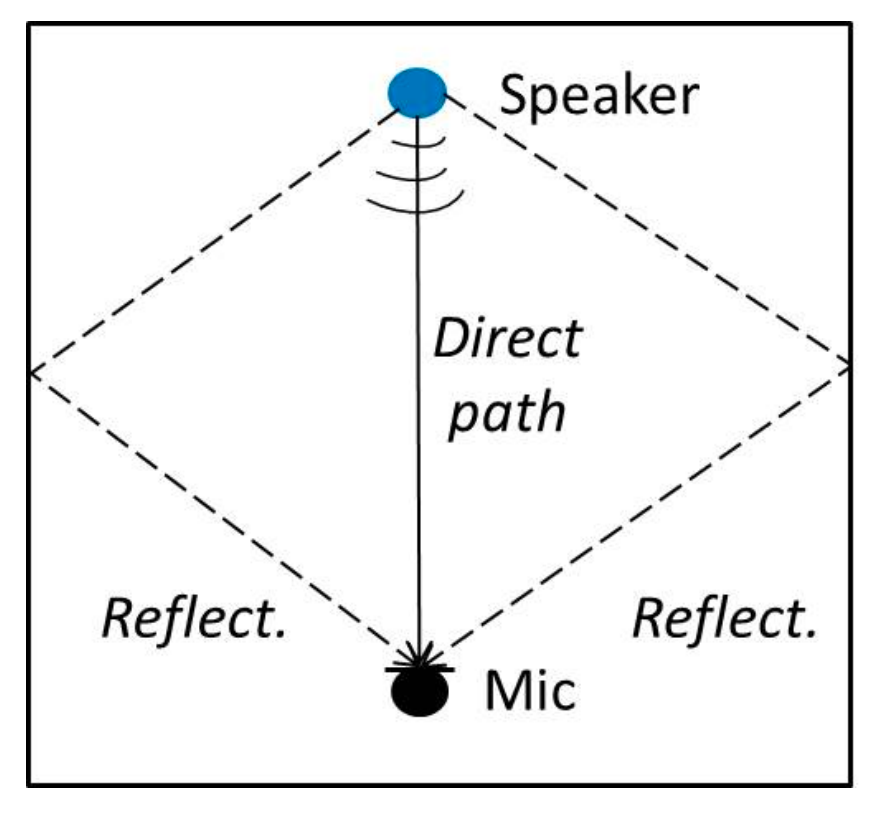 Speaker
Direct
path
Reflect.
Reflect.
Mic